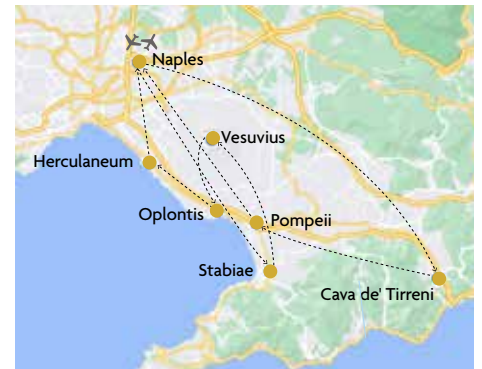 Naples
Vesuvius
Herculaneum
Oplontis
Pompeii
Stabiae
Cava de' Tirreni